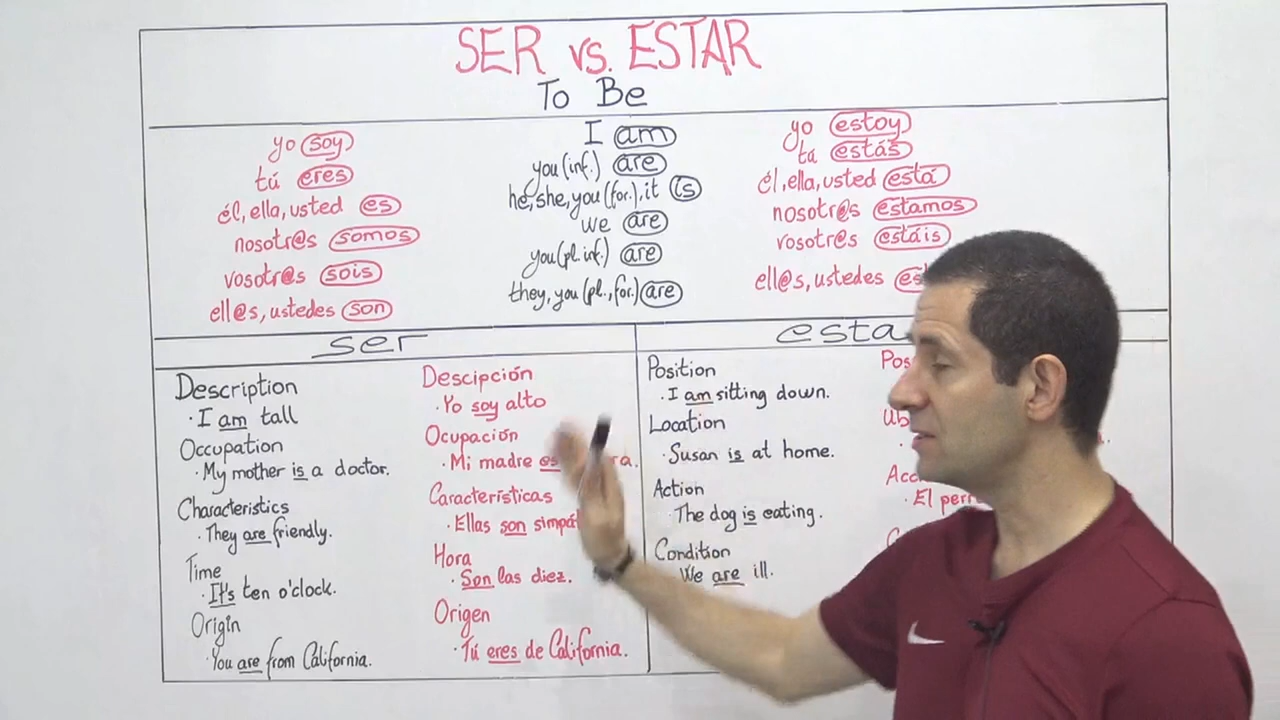 SER vs. ESTAR
To Be
yo soy
tú eres
él, ella, usted es
nosotr@s somos
vosotr@s sois
ell@s, ustedes son
I am
you (inf.) are
he, she, you (for.), it is
we are
you (pl. inf.) are
they, you (pl., for.) are
yo estoy
tá estás
él, ella, usted está
nosotr@s estamos
vosotr@s estáis
ell@s, ustedes
ser
Description
· I am tall
Occupation
· My mother is a doctor.
Characteristics
· They are friendly.
Time
· It's ten o'clock.
Origin
· You are from California.
Descipción
· Yo soy alto
Ocupación
· Mi madre es
Características
· Ellas son
Hora
· Son las diez.
Origen
· Tú eres de California.
Position
· I am sitting down.
Location
· Susan is at home.
Action
· The dog is eating.
Condition
We are ill.
· El